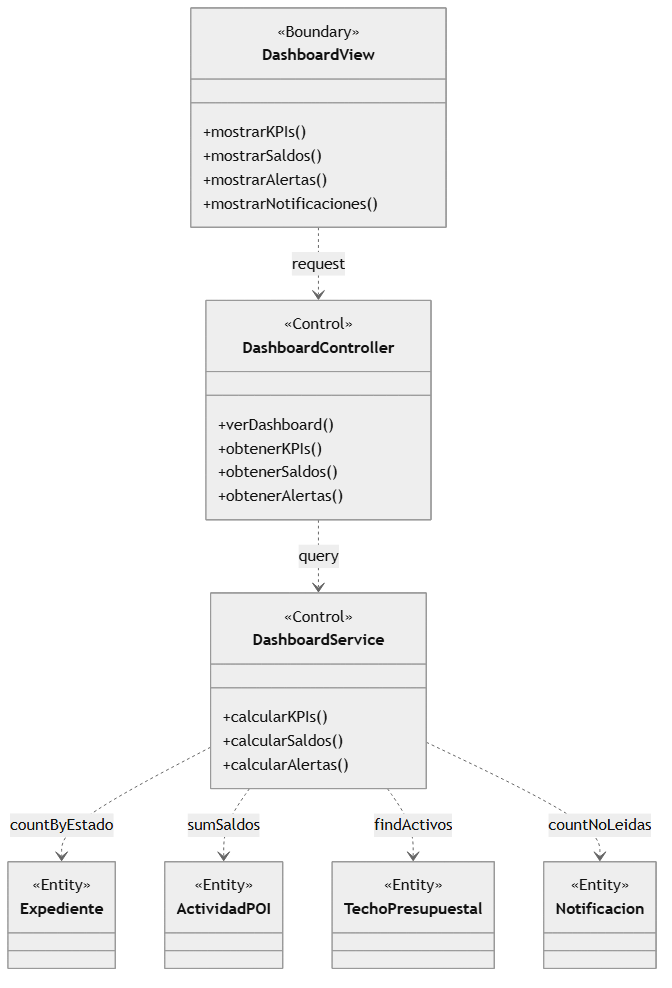 «Boundary»
DashboardView
+mostrarKPIs()
+mostrarSaldos()
+mostrarAlertas()
+mostrarNotificaciones()
request
«Control»
DashboardController
+verDashboard()
+obtenerKPIs()
+obtenerSaldos()
+obtenerAlertas()
query
«Control»
DashboardService
+calcularKPIs()
+calcularSaldos()
+calcularAlertas()
countByEstado
sumSaldos
findActivos
countNoLeidas
«Entity»
Expediente
«Entity»
ActividadPOI
«Entity»
TechoPresupuestal
«Entity»
Notificacion